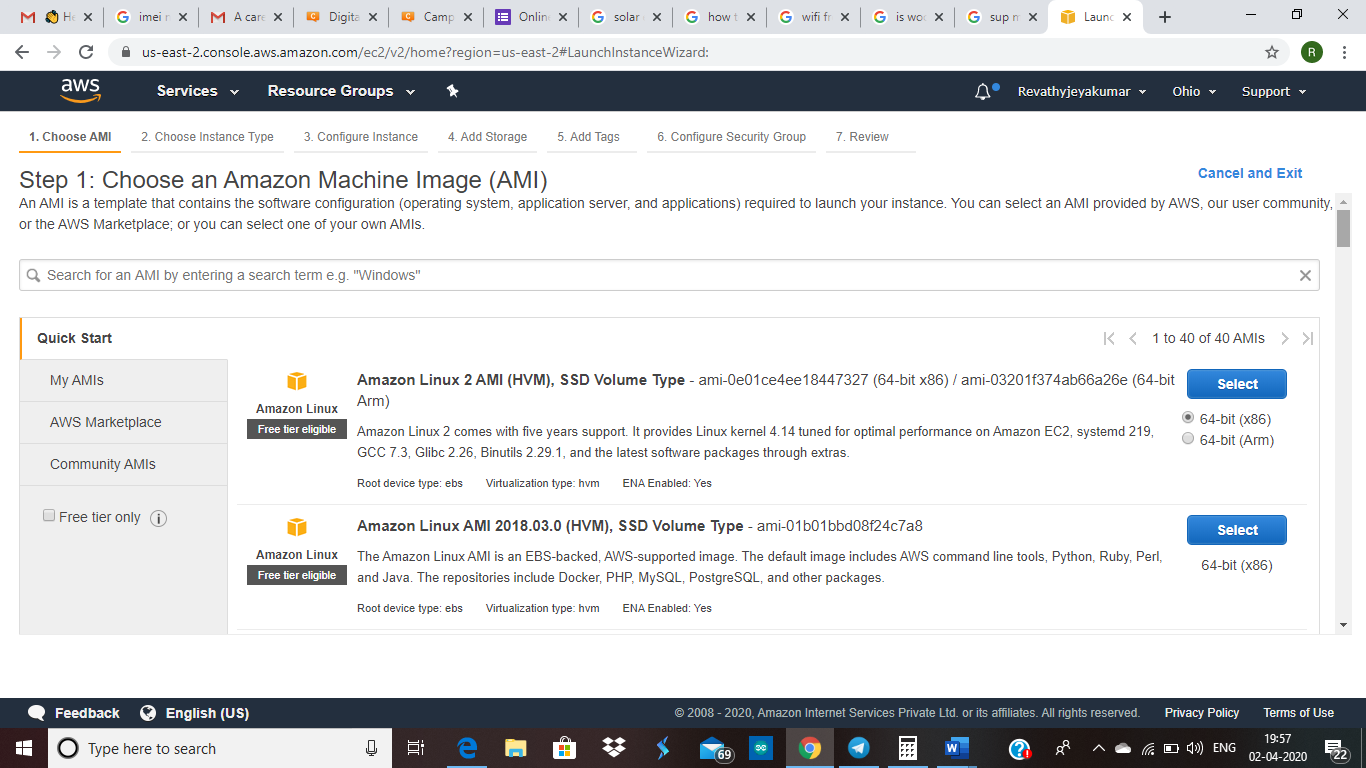 He
imei n
A care
Digita
Camp
Onlin
solar
how t
wifi fr
is woo
sup m
Launc
us-east-2.console.aws.amazon.com/ec2/v2/home?region=us-east-2#LaunchInstanceWizard:
R
aws
Services
Resource Groups
Revathyjeyakumar
Ohio
Support
1. Choose AMI
2. Choose Instance Type
3. Configure Instance
4. Add Storage
5. Add Tags
6. Configure Security Group
7. Review
Step 1: Choose an Amazon Machine Image (AMI)
Cancel and Exit
An AMI is a template that contains the software configuration (operating system, application server, and applications) required to launch your instance. You can select an AMI provided by AWS, our user community,
or the AWS Marketplace; or you can select one of your own AMIs.
Search for an AMI by entering a search term e.g. "Windows"
Quick Start
My AMIs
AWS Marketplace
Community AMIs
Free tier only
i
1 to 40 of 40 AMIs
Amazon Linux
Free tier eligible
Amazon Linux 2 AMI (HVM), SSD Volume Type - ami-0e01ce4ee18447327 (64-bit x86) / ami-03201f374ab66a26e (64-bit
Arm)
Amazon Linux 2 comes with five years support. It provides Linux kernel 4.14 tuned for optimal performance on Amazon EC2, systemd 219,
GCC 7.3, Glibc 2.26, Binutils 2.29.1, and the latest software packages through extras.
Root device type: ebs Virtualization type: hvm ENA Enabled: Yes
Select
64-bit (x86)
64-bit (Arm)
Amazon Linux
Free tier eligible
Amazon Linux AMI 2018.03.0 (HVM), SSD Volume Type - ami-01b01bbd08f24c7a8
The Amazon Linux AMI is an EBS-backed, AWS-supported image. The default image includes AWS command line tools, Python, Ruby, Perl,
and Java. The repositories include Docker, PHP, MySQL, PostgreSQL, and other packages.
Root device type: ebs Virtualization type: hvm ENA Enabled: Yes
Select
64-bit (x86)
Feedback
English (US)
© 2008 - 2020, Amazon Internet Services Private Ltd. or its affiliates. All rights reserved.
Privacy Policy
Terms of Use
Type here to search
69
ENG
19:57
02-04-2020
22